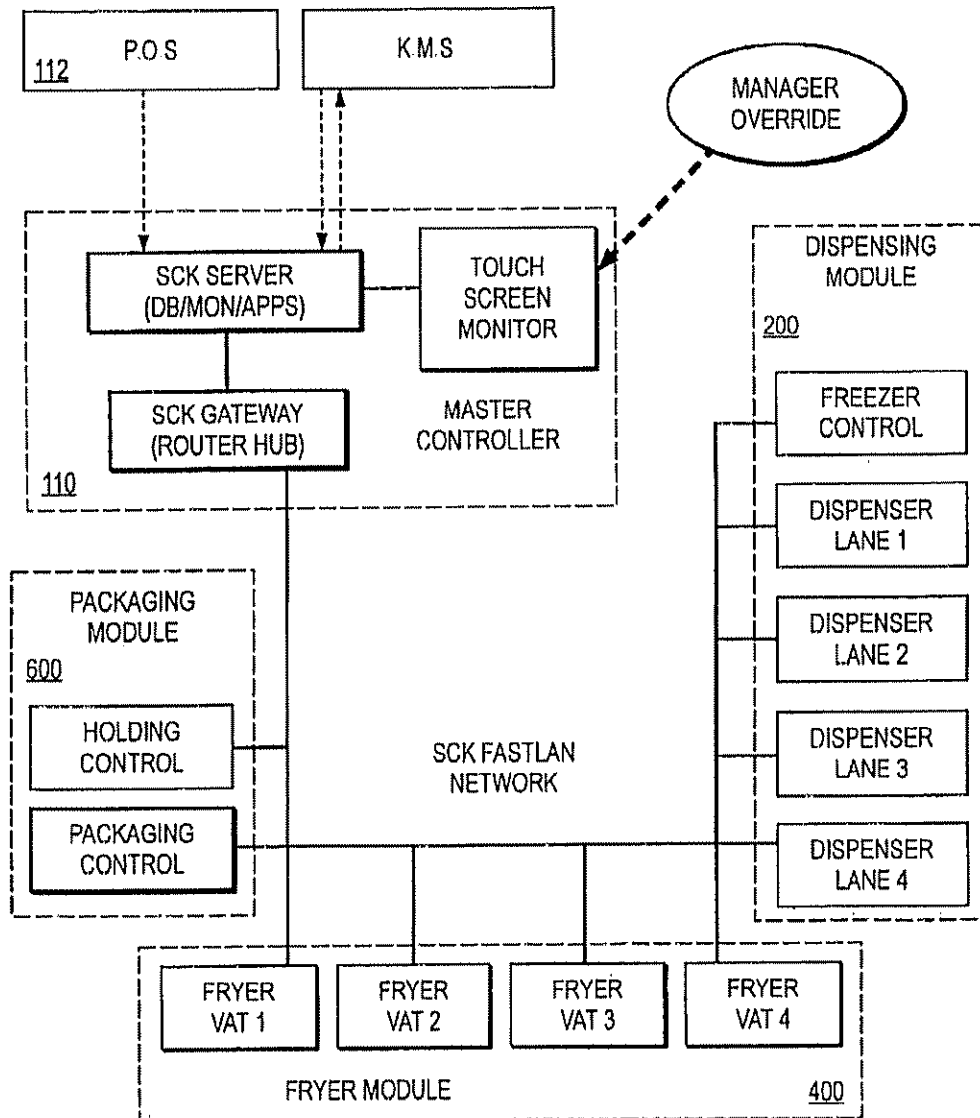 P.O.S
112
K.M.S
MANAGER
OVERRIDE
SCK SERVER
(DB/MON/APPS)
TOUCH
SCREEN
MONITOR
SCK GATEWAY
(ROUTER HUB)
MASTER
CONTROLLER
110
DISPENSING
MODULE
200
FREEZER
CONTROL
DISPENSER
LANE 1
DISPENSER
LANE 2
DISPENSER
LANE 3
DISPENSER
LANE 4
PACKAGING
MODULE
600
HOLDING
CONTROL
PACKAGING
CONTROL
SCK FASTLAN
NETWORK
FRYER
VAT 1
FRYER
VAT 2
FRYER
VAT 3
FRYER
VAT 4
FRYER MODULE
400